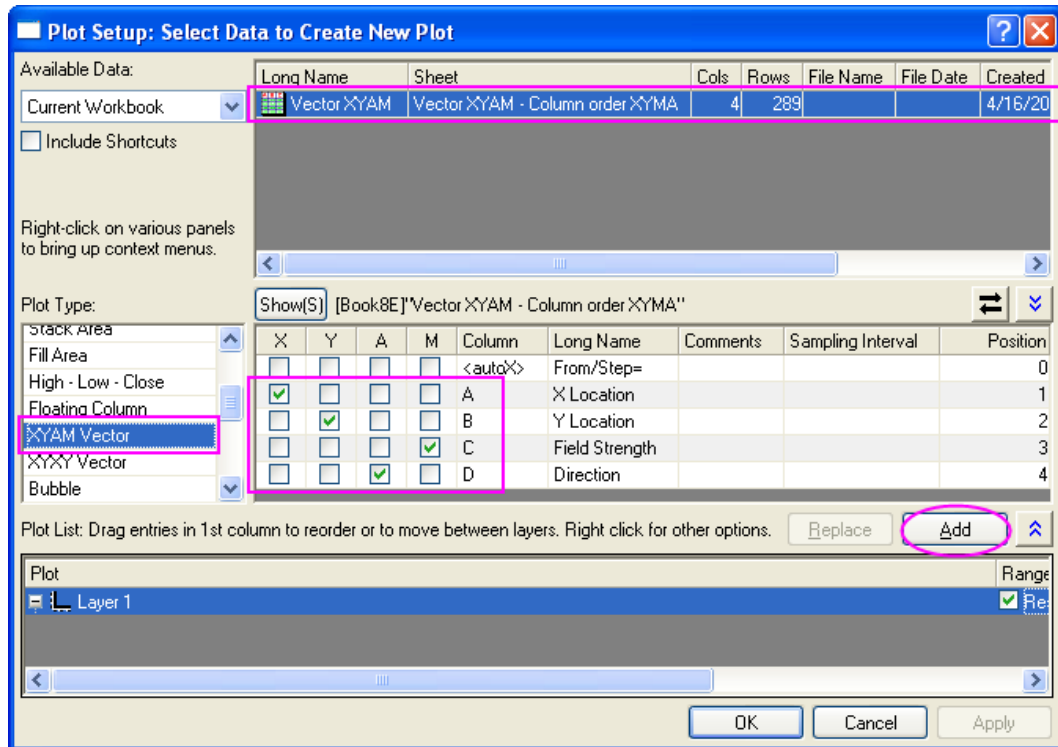 Plot Setup: Select Data to Create New Plot
Available Data:
Current Workbook
Include Shortcuts
Right-click on various panels
to bring up context menus.
Long Name Sheet Cols Rows File Name File Date Created
Vector XYAM Vector XYAM - Column order XYMA 4 289 4/16/20
Plot Type:
Show(S) [Book8E]"Vector XYAM - Column order XYMA"
Stack Area
Fill Area
High - Low - Close
Floating Column
XYAM Vector
XYXY Vector
Bubble
X Y A M Column Long Name Comments Sampling Interval Position
<autoX> From/Step= 0
A X Location 1
B Y Location 2
C Field Strength 3
D Direction 4
Plot List: Drag entries in 1st column to reorder or to move between layers. Right click for other options.
Replace
Add
Plot Range
Layer 1 Res
OK Cancel Apply